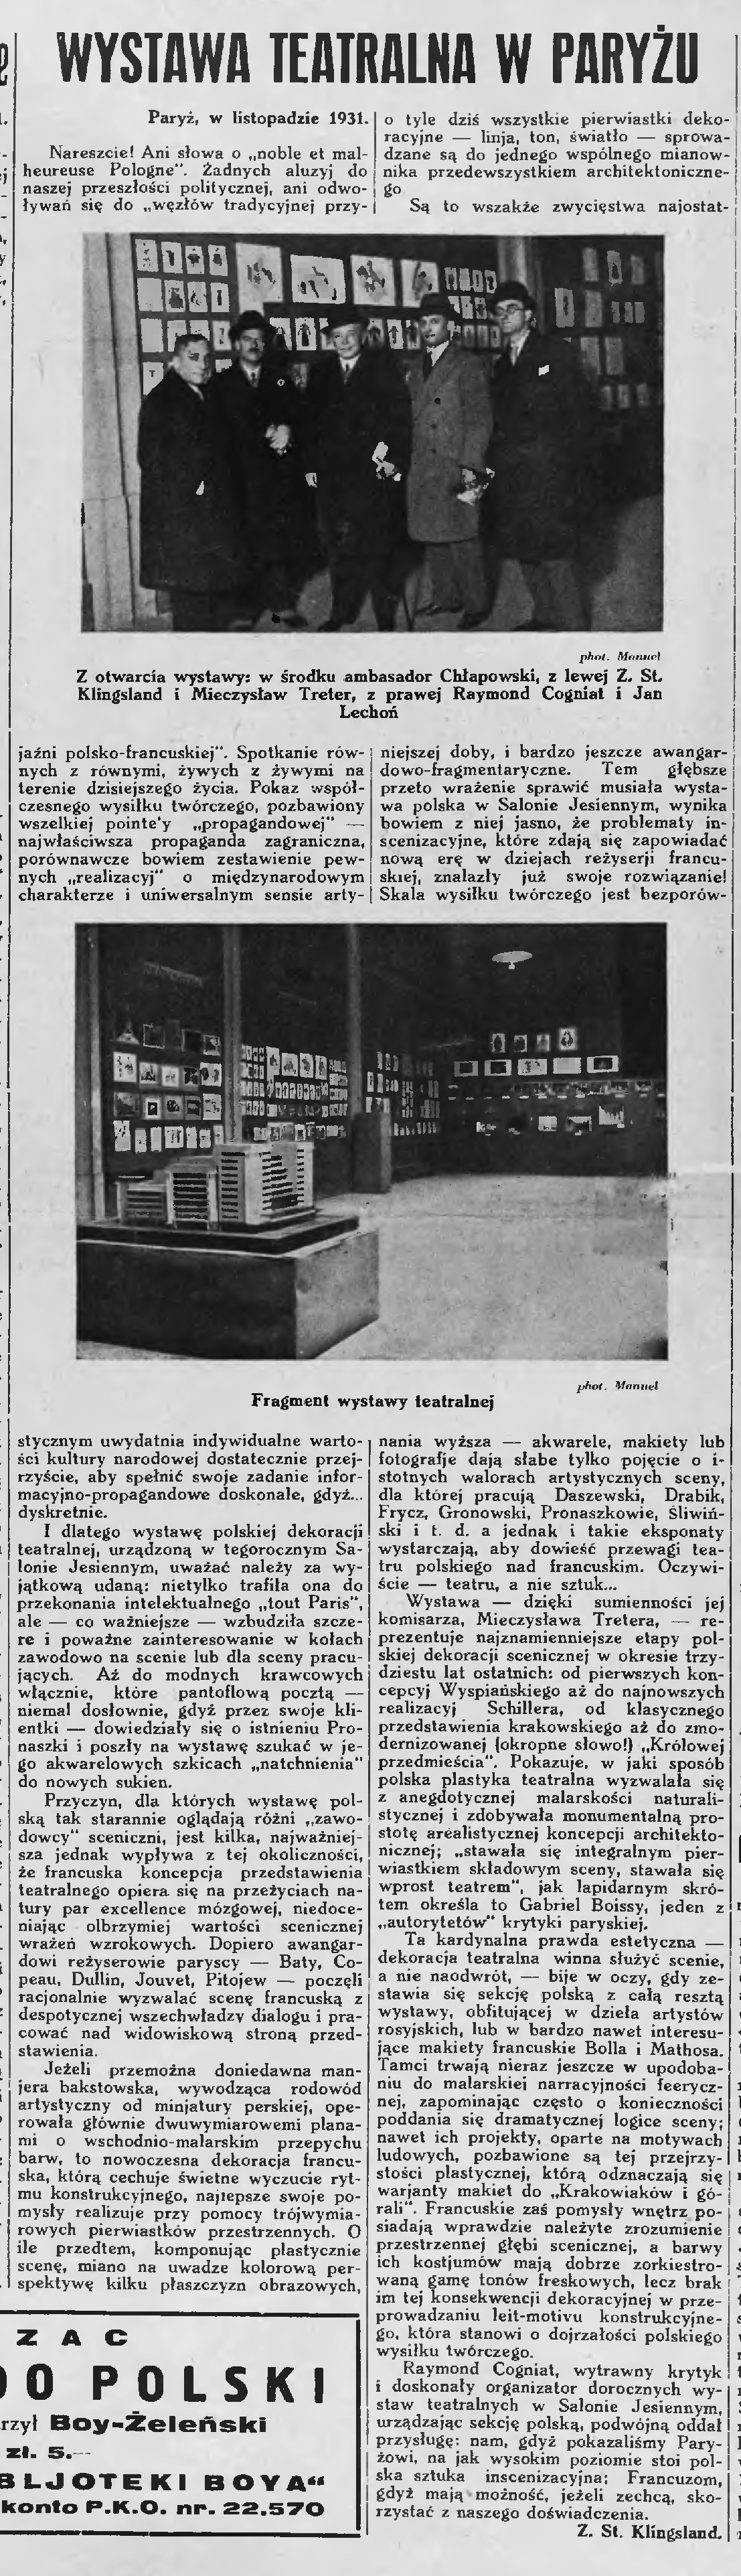 WYSTAWA TEATRALNA W PARYŻU
Paryż, w listopadzie 1931.
Nareszcie! Ani słowa o „noble et mal-
heureuse Pologne". Żadnych aluzyj do
naszej przeszłości politycznej, ani odwo-
ływań się do „węzłów tradycyjnej przy-
o tyle dziś wszystkie pierwiastki deko-
racyjne — linja, ton, światło — sprowa-
dzane są do jednego wspólnego mianow-
nika przedewszystkiem architektoniczne-
go
Są to wszakże zwycięstwa najostat-
phot. Manuel
Z otwarcia wystawy: w środku ambasador Chłapowski, z lewej Z. St.
Klingsland i Mieczysław Treter, z prawej Raymond Cogniat i Jan
Lechoń
jaźni polsko-francuskiej". Spotkanie rów-
nych z równymi, żywych z żywymi na
terenie dzisiejszego życia. Pokaz współ-
czesnego wysiłku twórczego, pozbawiony
wszelkiej pointe'y „propagandowej" —
najwłaściwsza propaganda zagraniczna,
porównawcze bowiem zestawienie pew-
nych „realizacyj" o międzynarodowym
charakterze i uniwersalnym sensie arty-
niejszej doby, i bardzo jeszcze awangar-
dowo-fragmentaryczne. Tem głębsze
przeto wrażenie sprawić musiała wysta-
wa polska w Salonie Jesiennym, wynika
bowiem z niej jasno, że problematy in-
scenizacyjne, które zdają się zapowiadać
nową erę w dziejach reżyserji francu-
skiej, znalazły już swoje rozwiązanie!
Skala wysiłku twórczego jest bezporów-
phot. Manuel
Fragment wystawy teatralnej
stycznym uwydatnia indywidualne warto-
ści kultury narodowej dostatecznie przej-
rzyście, aby spełnić swoje zadanie infor-
macyjno-propagandowe doskonale, gdyż...
dyskretnie.
I dlatego wystawę polskiej dekoracji
teatralnej, urządzoną w tegorocznym Sa-
lonie Jesiennym, uważać należy za wy-
jątkową udaną: nietylko trafiła ona do
przekonania intelektualnego „tout Paris",
ale — co ważniejsze — wzbudziła szcze-
re i poważne zainteresowanie w kołach
zawodowo na scenie lub dla sceny pracu-
jących. Aż do modnych krawcowych
włącznie, które pantoflową pocztą —
niemal dosłownie, gdyż przez swoje kli-
entki — dowiedziały się o istnieniu Pro-
naszki i poszły na wystawę szukać w je-
go akwarelowych szkicach „natchnienia"
do nowych sukien.
Przyczyn, dla których wystawę pol-
ską tak starannie oglądają różni „zawo-
dowcy" sceniczni, jest kilka, najważniej-
sza jednak wypływa z tej okoliczności,
że francuska koncepcja przedstawienia
teatralnego opiera się na przeżyciach na-
tury par excellence mózgowej, niedoce-
niając olbrzymiej wartości scenicznej
wrażeń wzrokowych. Dopiero awangar-
dowi reżyserowie paryscy — Baty, Co-
peau, Dullin, Jouvet, Pitojew — poczęli
racjonalnie wyzwalać scenę francuską z
despotycznej wszechwładzy dialogu i pra-
cować nad widowiskową stroną przed-
stawienia.
Jeżeli przemożna doniedawna man-
jera bakstowska, wywodząca rodowód
artystyczny od minjatury perskiej, ope-
rowała głównie dwuwymiarowemi plana-
mi o wschodnio-malarskim przepychu
barw, to nowoczesna dekoracja francu-
ska, którą cechuje świetne wyczucie ryt-
mu konstrukcyjnego, najlepsze swoje po-
mysły realizuje przy pomocy trójwymia-
rowych pierwiastków przestrzennych. O
ile przedtem, komponując plastycznie
scenę, miano na uwadze kolorową per-
spektywę kilku płaszczyzn obrazowych,
nania wyższa — akwarele, makiety lub
fotografje dają słabe tylko pojęcie o i-
stotnych walorach artystycznych sceny,
dla której pracują Daszewski, Drabik,
Frycz, Gronowski, Pronaszkowie, Śliwiń-
ski i t. d. a jednak i takie eksponaty
wystarczają, aby dowieść przewagi tea-
tru polskiego nad francuskim. Oczywi-
ście — teatru, a nie sztuk...
Wystawa — dzięki sumienności jej
komisarza, Mieczysława Tretera, — re-
prezentuje najznamienniejsze etapy pol-
skiej dekoracji scenicznej w okresie trzy-
dziestu lat ostatnich: od pierwszych kon-
cepcyj Wyspiańskiego aż do najnowszych
realizacyj Schillera, od klasycznego
przedstawienia krakowskiego aż do zmo-
dernizowanej (okropne słowo!) „Królowej
przedmieścia". Pokazuje, w jaki sposób
polska plastyka teatralna wyzwalała się
z anegdotycznej malarskości naturali-
stycznej i zdobywała monumentalną pro-
stotę arealistycznej koncepcji architekto-
nicznej; „stawała się integralnym pier-
wiastkiem składowym sceny, stawała się
wprost teatrem", jak lapidarnym skró-
tem określa to Gabriel Boissy, jeden z
„autorytetów" krytyki paryskiej.
Ta kardynalna prawda estetyczna —
dekoracja teatralna winna służyć scenie,
a nie naodwrót, — bije w oczy, gdy ze-
stawia się sekcję polską z całą resztą
wystawy, obfitującej w dzieła artystów
rosyjskich, lub w bardzo nawet interesu-
jące makiety francuskie Bolla i Mathosa.
Tamci trwają nieraz jeszcze w upodoba-
niu do malarskiej narracyjności feerycz-
nej, zapominając często o konieczności
poddania się dramatycznej logice sceny;
nawet ich projekty, oparte na motywach
ludowych, pozbawione są tej przejrzy-
stości plastycznej, którą odznaczają się
warjanty makiet do „Krakowiaków i gó-
rali". Francuskie zaś pomysły wnętrz po-
siadają wprawdzie należyte zrozumienie
przestrzennej głębi scenicznej, a barwy
ich kostjumów mają dobrze zorkiestro-
waną gamę tonów freskowych, lecz brak
im tej konsekwencji dekoracyjnej w prze-
prowadzaniu leit-motivu konstrukcyjne-
go, która stanowi o dojrzałości polskiego
wysiłku twórczego.
Raymond Cogniat, wytrawny krytyk
i doskonały organizator dorocznych wy-
staw teatralnych w Salonie Jesiennym,
urządzając sekcję polską, podwójną oddał
przysługę: nam, gdyż pokazaliśmy Pary-
żowi, na jak wysokim poziomie stoi pol-
ska sztuka inscenizacyjna; Francuzom,
gdyż mają możność, jeżeli zechcą, sko-
rzystać z naszego doświadczenia.
Z. St. Klingsland.
ZAC
DO POLSKI
rzył Boy-Żeleński
zł. 5.—
BLJOTEKI BOYA"
konto P.K.O. nr. 22.570